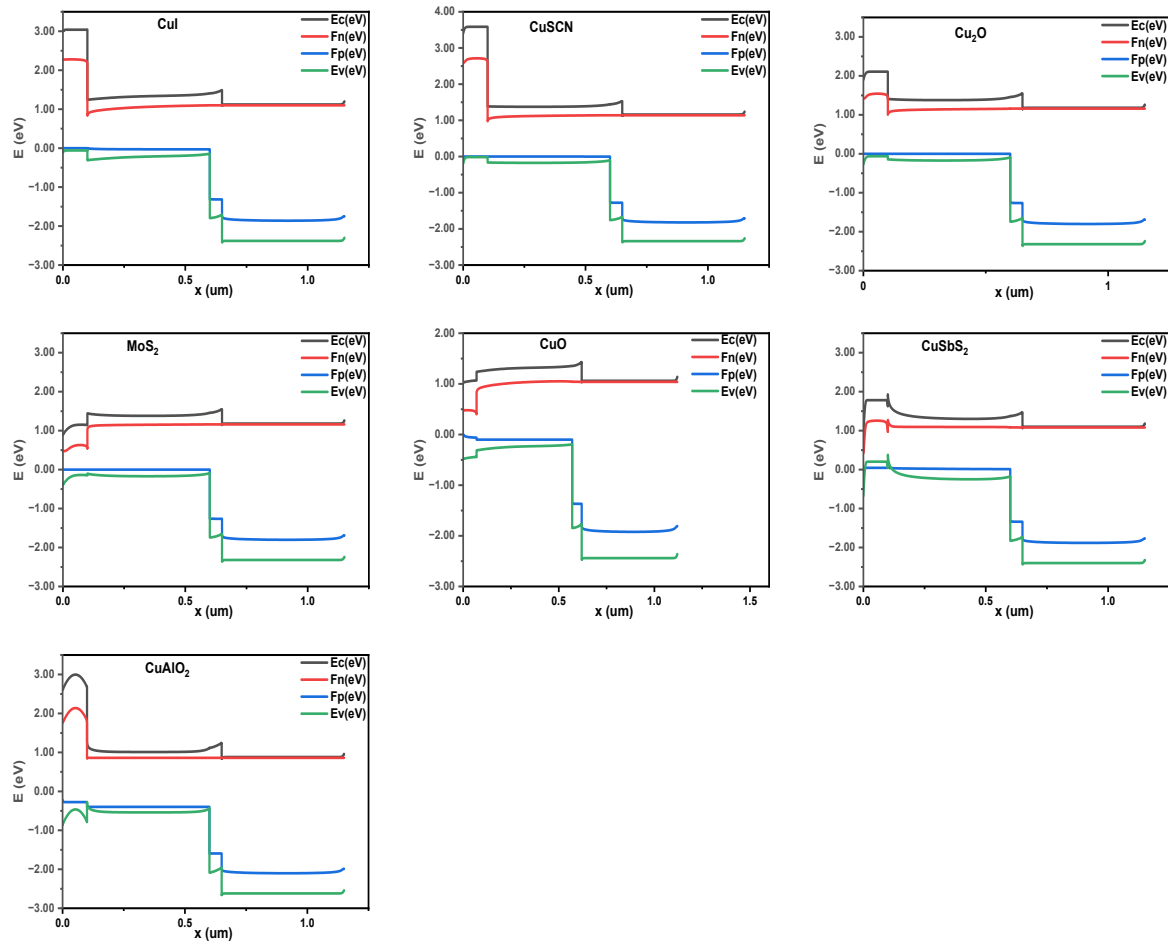 CuI
Ec(eV)
Fn(eV)
Fp(eV)
Ev(eV)
3.00
2.00
1.00
0.00
−1.00
−2.00
−3.00
E (eV)
0.0
0.5
1.0
x (um)
CuSCN
Ec(eV)
Fn(eV)
Fp(eV)
Ev(eV)
4.00
3.00
2.00
1.00
0.00
−1.00
−2.00
−3.00
E (eV)
0.0
0.5
1.0
x (um)
Cu₂O
Ec(eV)
Fn(eV)
Fp(eV)
Ev(eV)
4.00
3.00
2.00
1.00
0.00
−1.00
−2.00
−3.00
E (eV)
0
1
x (um)
MoS₂
Ec(eV)
Fn(eV)
Fp(eV)
Ev(eV)
3.00
2.00
1.00
0.00
−1.00
−2.00
−3.00
E (eV)
0.0
0.5
1.0
x (um)
CuO
Ec(eV)
Fn(eV)
Fp(eV)
Ev(eV)
2.00
1.00
0.00
−1.00
−2.00
−3.00
E (eV)
0.0
0.5
1.0
1.5
x (um)
CuSbS₂
Ec(eV)
Fn(eV)
Fp(eV)
Ev(eV)
3.00
2.00
1.00
0.00
−1.00
−2.00
−3.00
E (eV)
0.0
0.5
1.0
x (um)
CuAlO₂
Ec(eV)
Fn(eV)
Fp(eV)
Ev(eV)
3.00
2.00
1.00
0.00
−1.00
−2.00
−3.00
E (eV)
0.0
0.5
1.0
x (um)